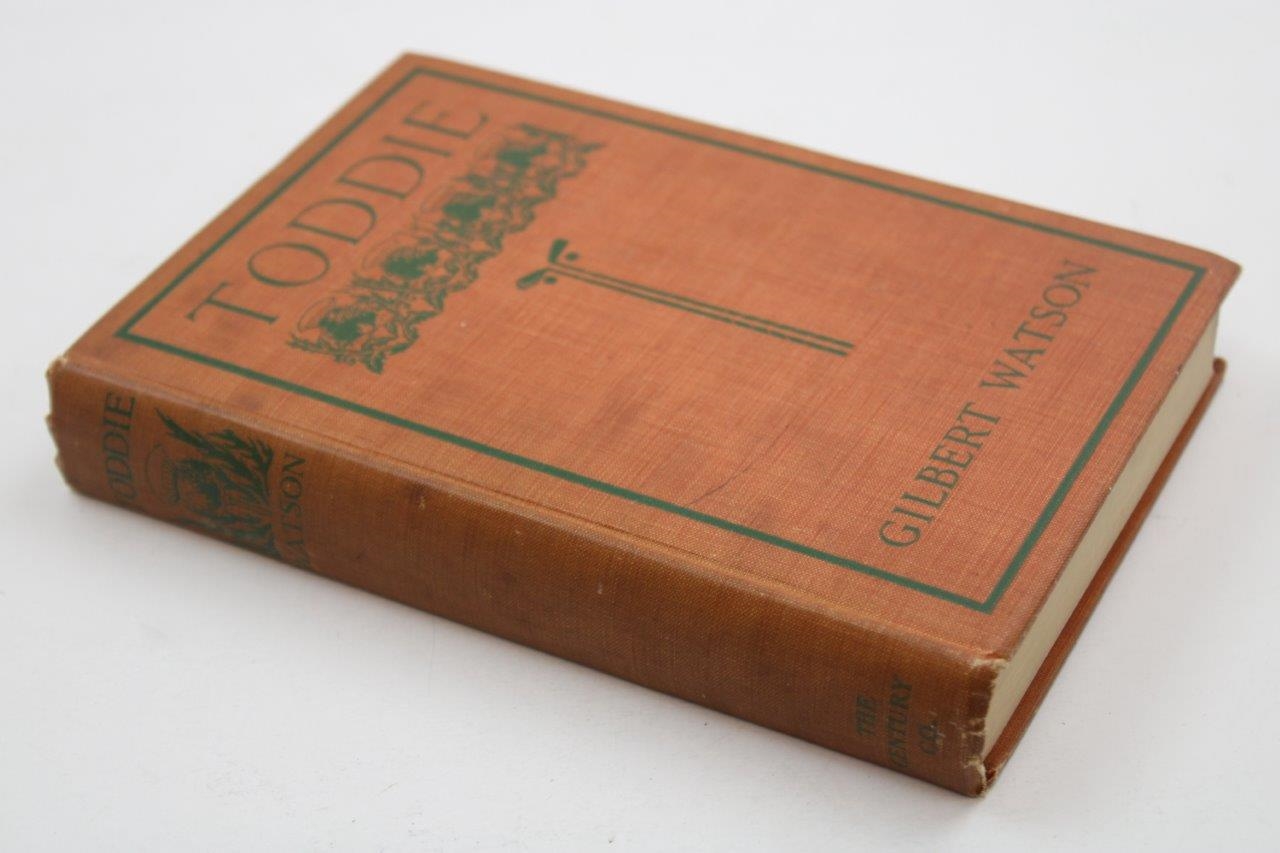 TODDIE
GILBERT WATSON
TODDIE
WATSON
THE
CENTURY
CO.